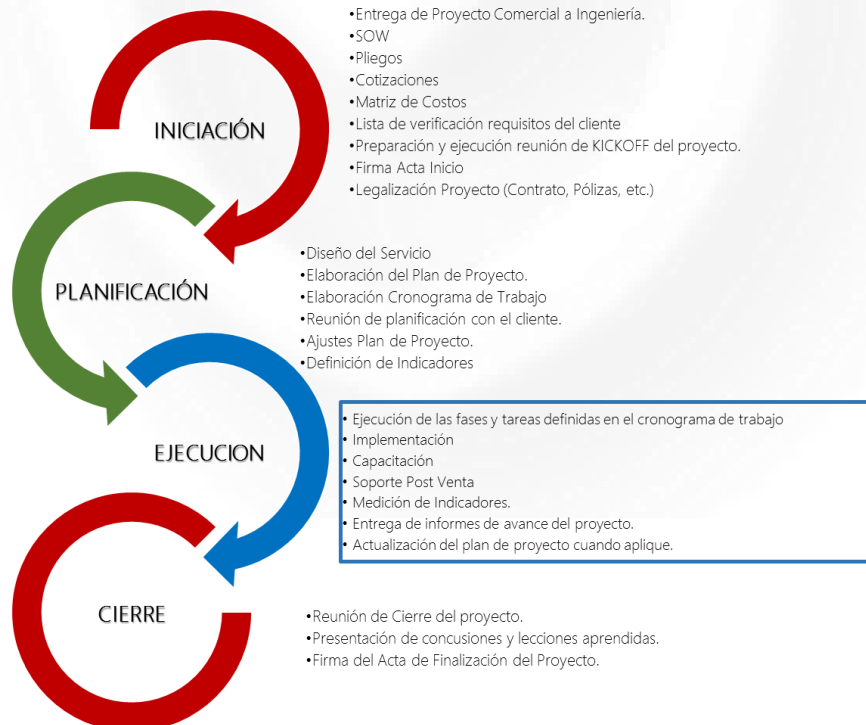 •Entrega de Proyecto Comercial a Ingeniería.
•SOW
•Pliegos
•Cotizaciones
•Matriz de Costos
•Lista de verificación requisitos del cliente
•Preparación y ejecución reunión de KICKOFF del proyecto.
•Firma Acta Inicio
•Legalización Proyecto (Contrato, Pólizas, etc.)
INICIACIÓN
•Diseño del Servicio
•Elaboración del Plan de Proyecto.
•Elaboración Cronograma de Trabajo
•Reunión de planificación con el cliente.
•Ajustes Plan de Proyecto.
•Definición de Indicadores
PLANIFICACIÓN
• Ejecución de las fases y tareas definidas en el cronograma de trabajo
• Implementación
• Capacitación
• Soporte Post Venta
• Medición de Indicadores.
• Entrega de informes de avance del proyecto.
• Actualización del plan de proyecto cuando aplique.
EJECUCION
•Reunión de Cierre del proyecto.
•Presentación de concusiones y lecciones aprendidas.
•Firma del Acta de Finalización del Proyecto.
CIERRE